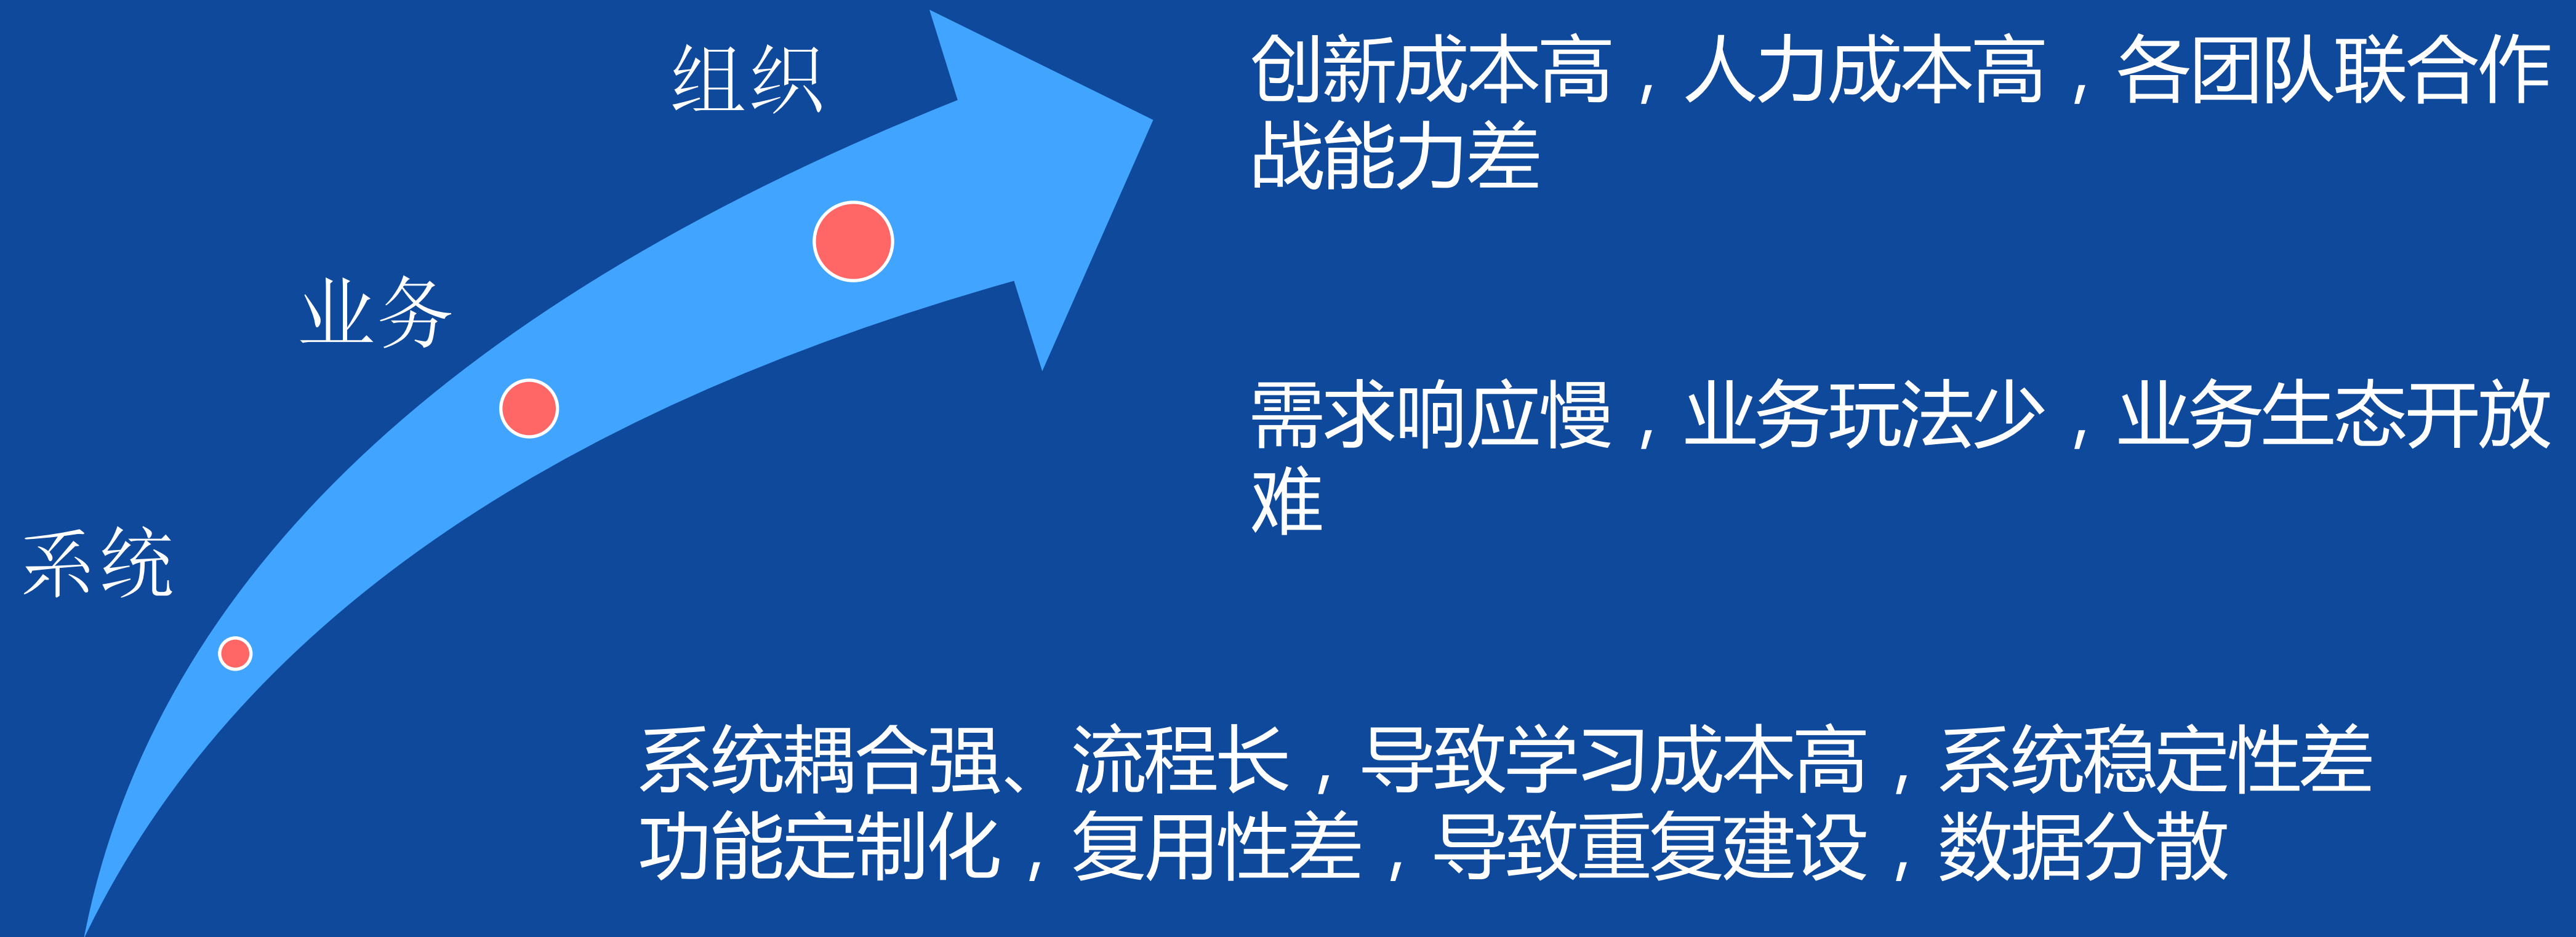 组织
创新成本高，人力成本高，各团队联合作
战能力差
业务
需求响应慢，业务玩法少，业务生态开放
难
系统
系统耦合强、流程长，导致学习成本高，系统稳定性差
功能定制化，复用性差，导致重复建设，数据分散